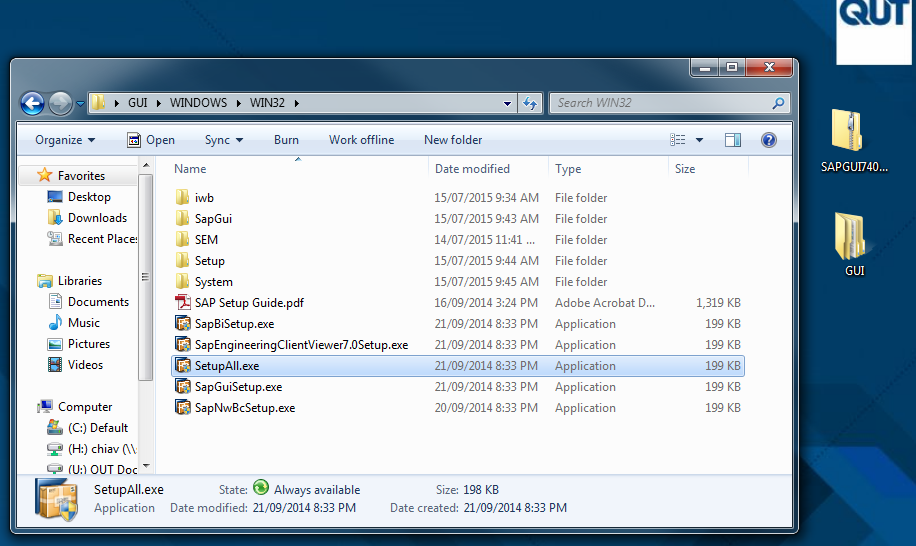 QUT
GUI WINDOWS WIN32
Search WIN32
Organize Open Sync Burn Work offline New folder
Name Date modified Type Size
Favorites
Desktop
Downloads
Recent Places
Libraries
Documents
Music
Pictures
Videos
Computer
(C:) Default
(H:) chiav (\\
(U:) QUT Doc
iwb 15/07/2015 9:34 AM File folder
SapGui 15/07/2015 9:43 AM File folder
SEM 14/07/2015 11:41 ... File folder
Setup 15/07/2015 9:44 AM File folder
System 15/07/2015 9:45 AM File folder
SAP Setup Guide.pdf 16/09/2014 3:24 PM Adobe Acrobat D... 1,319 KB
SapBiSetup.exe 21/09/2014 8:33 PM Application 199 KB
SapEngineeringClientViewer7.0Setup.exe 21/09/2014 8:33 PM Application 199 KB
SetupAll.exe 21/09/2014 8:33 PM Application 199 KB
SapGuiSetup.exe 21/09/2014 8:33 PM Application 199 KB
SapNwBcSetup.exe 20/09/2014 8:33 PM Application 199 KB
SetupAll.exe State: Always available Size: 198 KB
Application Date modified: 21/09/2014 8:33 PM Date created: 21/09/2014 8:33 PM
SAPGUI740...
GUI